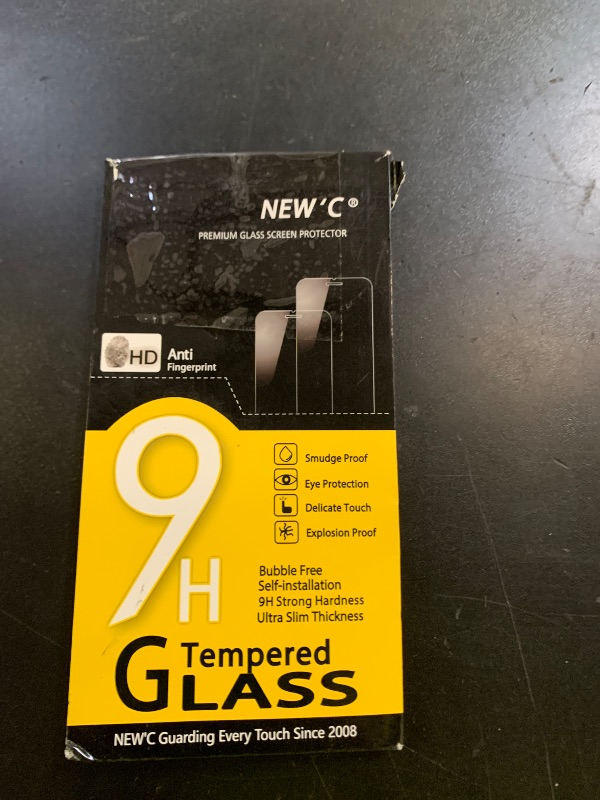 NEW'C®
PREMIUM GLASS SCREEN PROTECTOR
HD
Anti
Fingerprint
9H
Smudge Proof
Eye Protection
Delicate Touch
Explosion Proof
Bubble Free
Self-installation
9H Strong Hardness
Ultra Slim Thickness
Tempered
GLASS
NEW'C Guarding Every Touch Since 2008